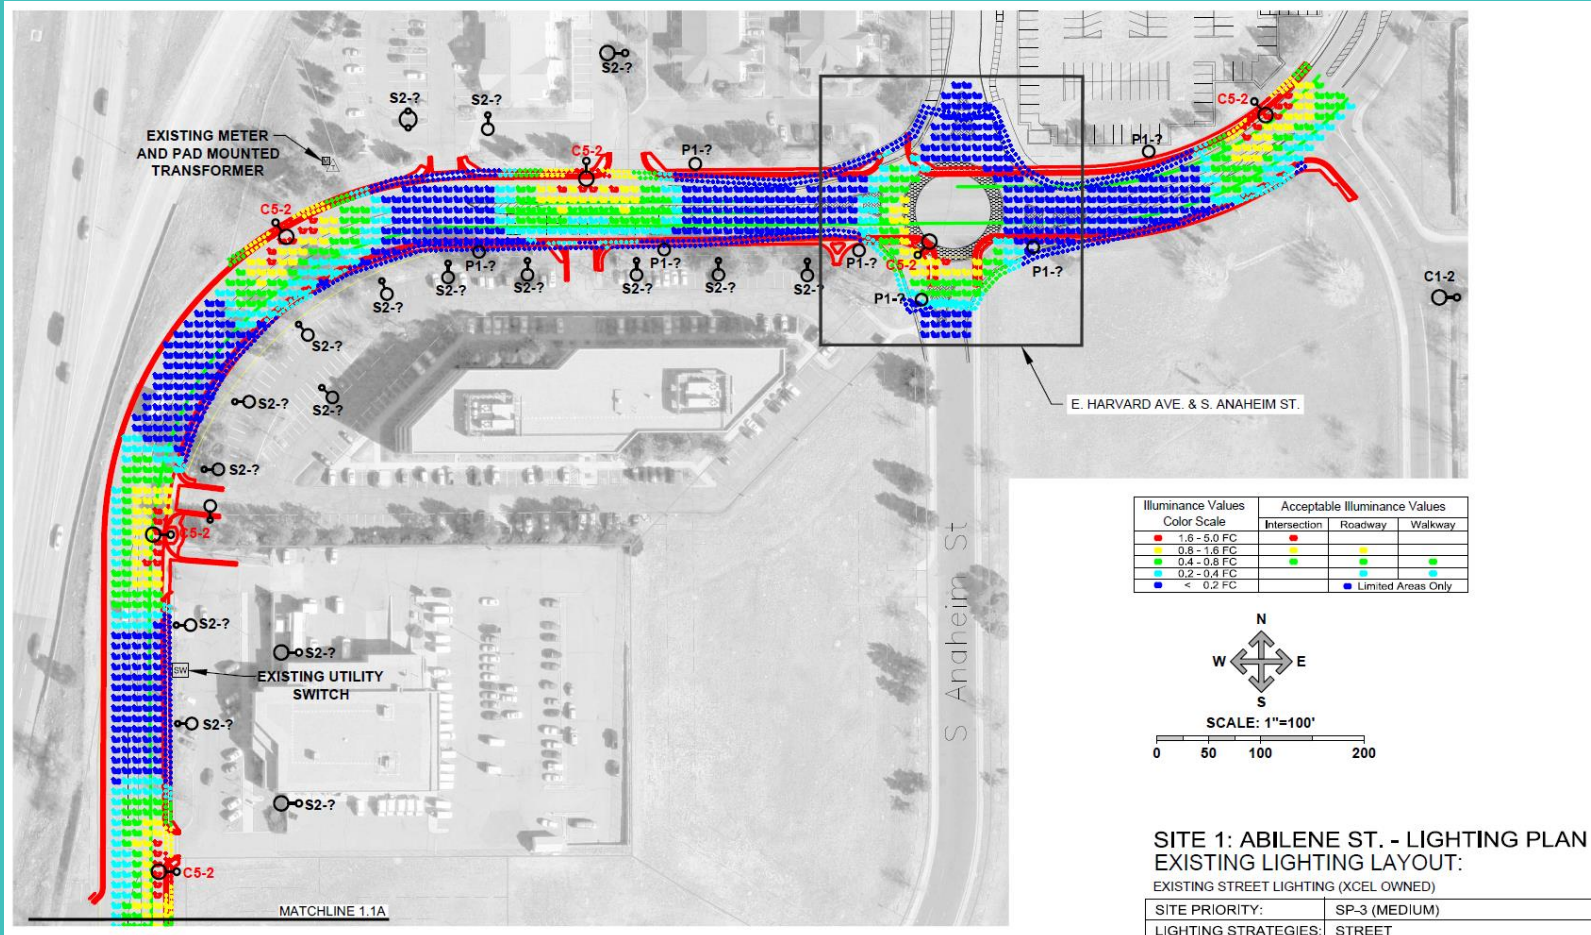 S2-?
S2-?
S2-?
C5-2
EXISTING METER
AND PAD MOUNTED
TRANSFORMER
C5-2
P1-?
P1-?
C5-2
P1-?
P1-?
P1-?
C5-2
P1-?
P1-?
S2-?
S2-?
S2-?
S2-?
S2-?
S2-?
C1-2
S2-?
S2-?
S2-?
E. HARVARD AVE. & S. ANAHEIM ST.
S2-?
C5-2
S Anaheim St
S2-?
S2-?
SW
EXISTING UTILITY
SWITCH
S2-?
S2-?
C5-2
MATCHLINE 1.1A
Illuminance Values Acceptable Illuminance Values
Color Scale Intersection Roadway Walkway
1.6 - 5.0 FC
0.8 - 1.6 FC
0.4 - 0.8 FC
0.2 - 0.4 FC
< 0.2 FC Limited Areas Only
N
W E
S
SCALE: 1"=100'
0 50 100 200
SITE 1: ABILENE ST. - LIGHTING PLAN
EXISTING LIGHTING LAYOUT:
EXISTING STREET LIGHTING (XCEL OWNED)
SITE PRIORITY: SP-3 (MEDIUM)
LIGHTING STRATEGIES: STREET